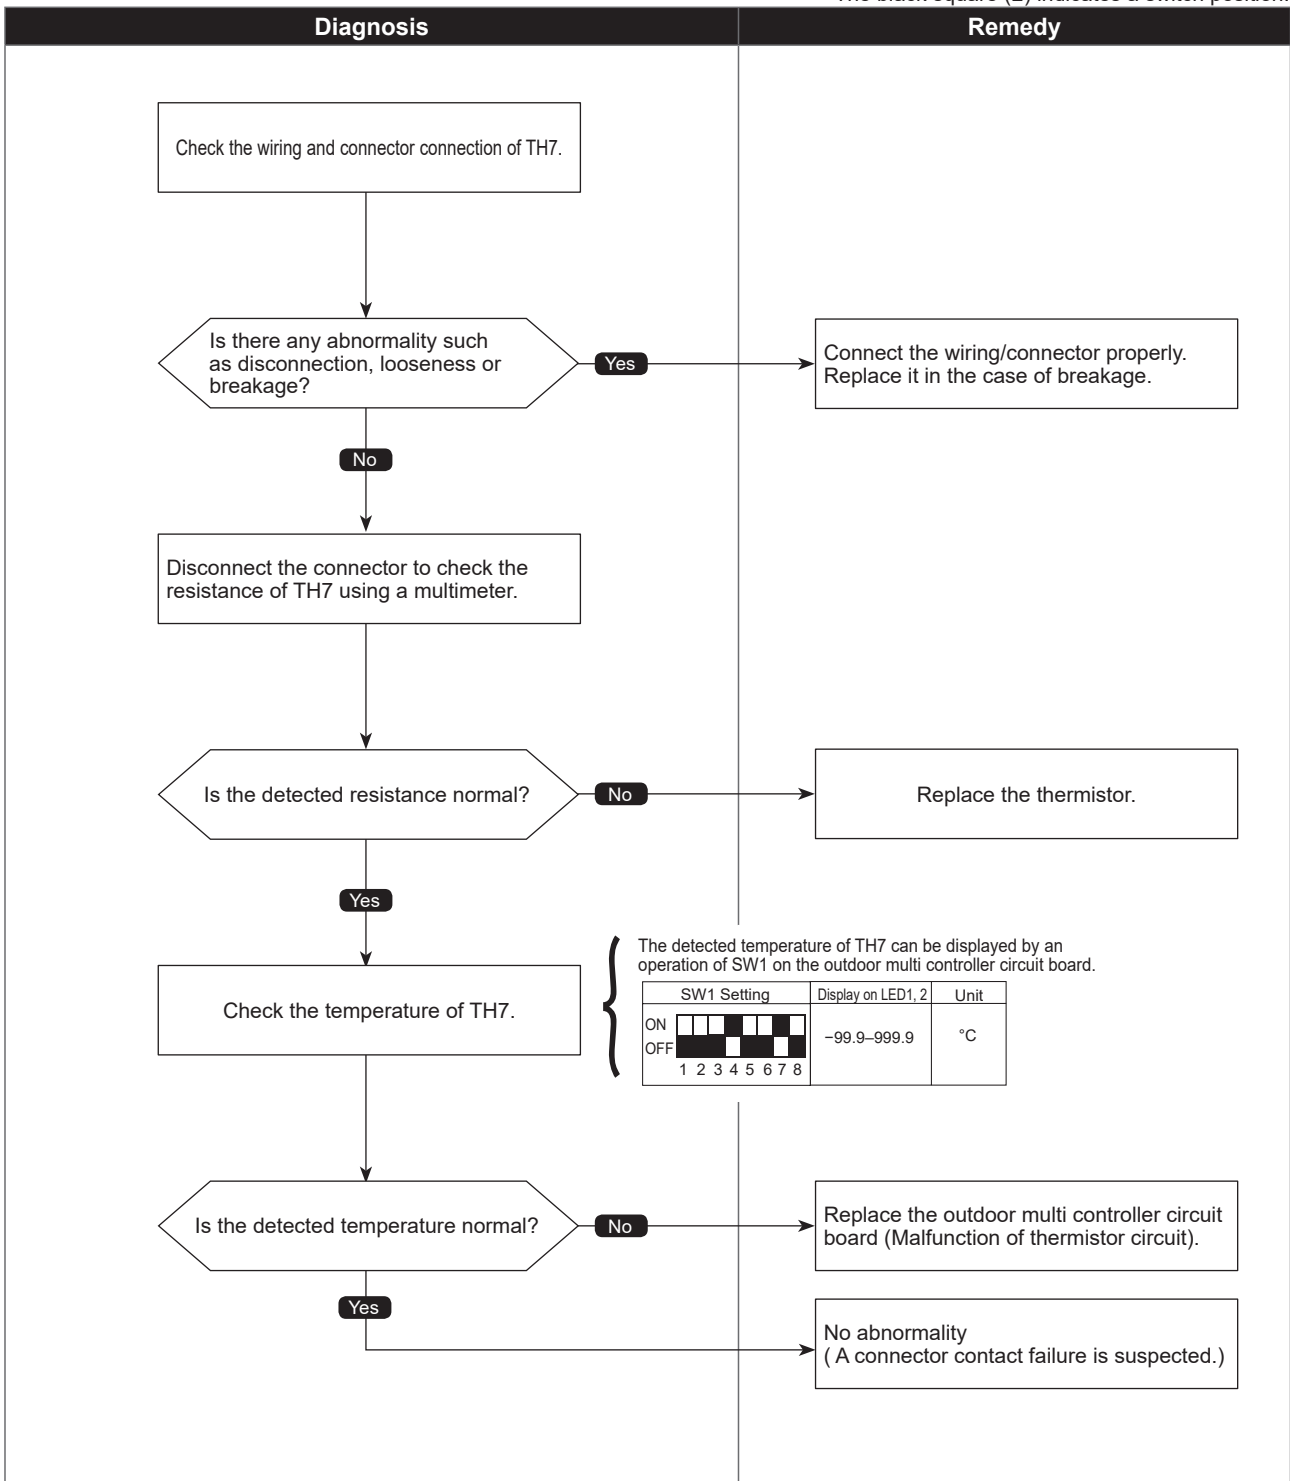 Diagnosis
Remedy
Check the wiring and connector connection of TH7.
Is there any abnormality such
as disconnection, looseness or
breakage?
Yes
Connect the wiring/connector properly.
Replace it in the case of breakage.
No
Disconnect the connector to check the
resistance of TH7 using a multimeter.
Is the detected resistance normal?
No
Replace the thermistor.
Yes
Check the temperature of TH7.
The detected temperature of TH7 can be displayed by an
operation of SW1 on the outdoor multi controller circuit board.
SW1 Setting
Display on LED1, 2
Unit
ON
OFF
1 2 3 4 5 6 7 8
−99.9–999.9
°C
Is the detected temperature normal?
No
Replace the outdoor multi controller circuit
board (Malfunction of thermistor circuit).
Yes
No abnormality
( A connector contact failure is suspected.)